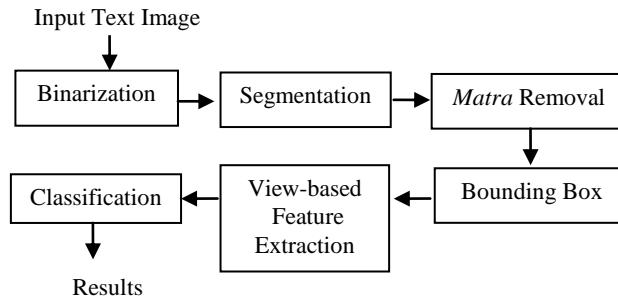 Input Text Image
Binarization
Segmentation
Matra Removal
Bounding Box
View-based
Feature
Extraction
Classification
Results